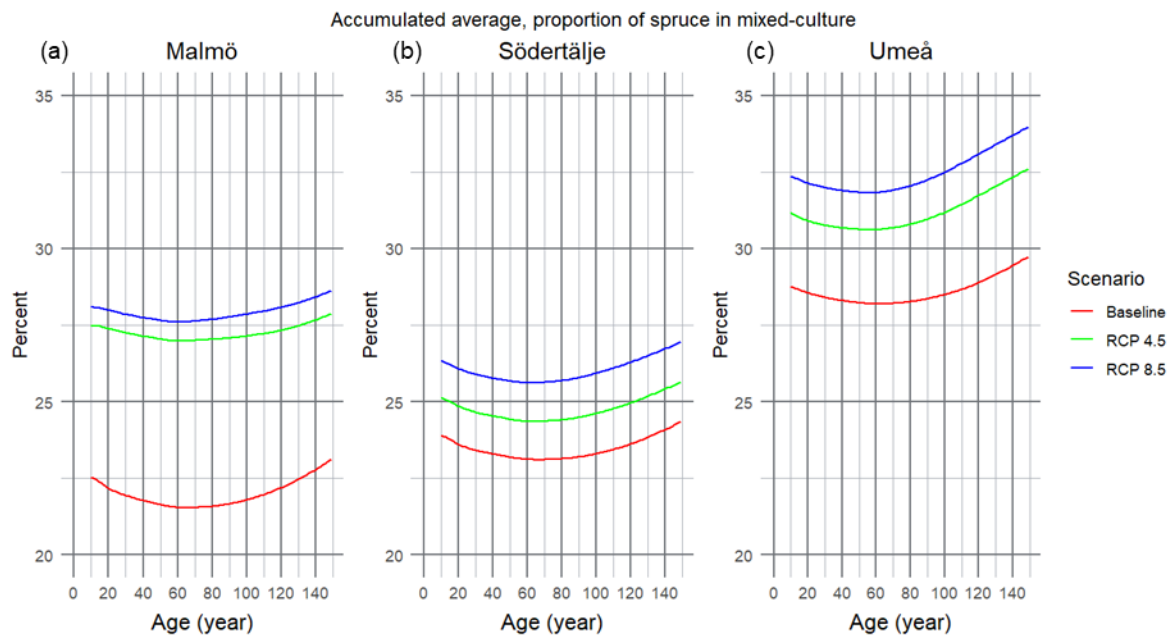 Accumulated average, proportion of spruce in mixed-culture
(a) Malmö
(b) Södertälje
(c) Umeå
Percent
35
30
25
20
0 20 40 60 80 100 120 140
Age (year)
Percent
35
30
25
20
0 20 40 60 80 100 120 140
Age (year)
Percent
35
30
25
20
0 20 40 60 80 100 120 140
Age (year)
Scenario
Baseline
RCP 4.5
RCP 8.5